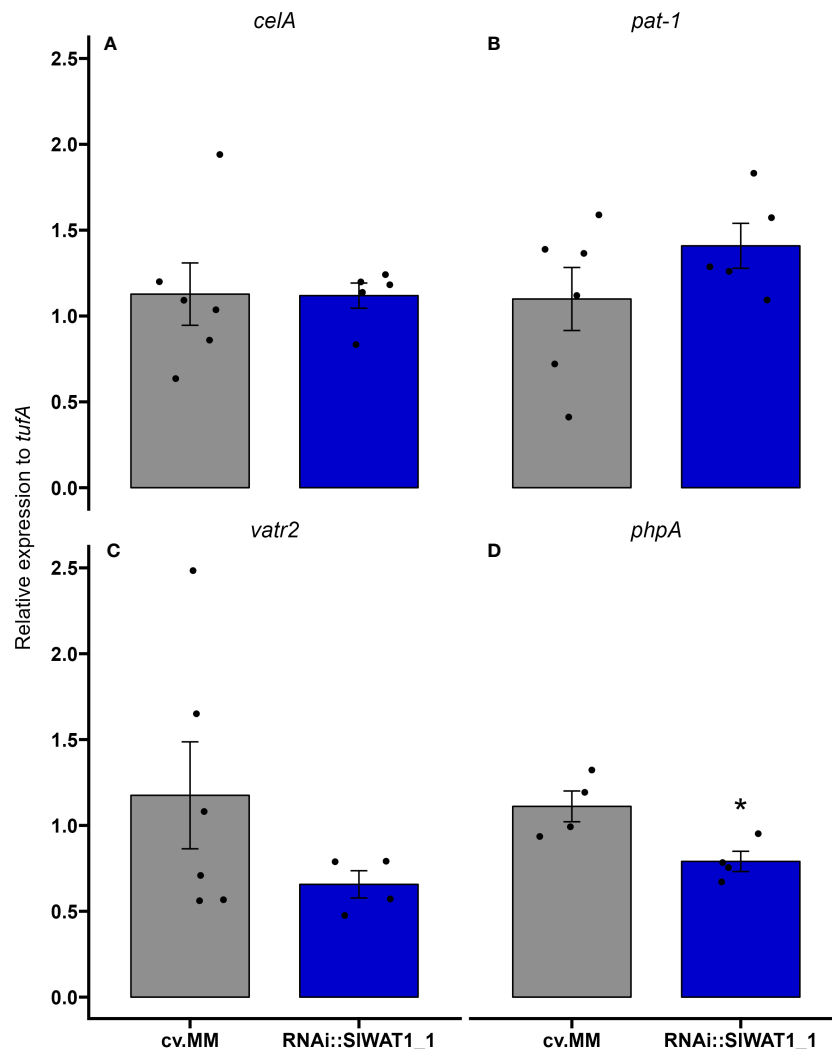 celA
pat-1
A
B
2.5
2.0
1.5
1.0
0.5
0.0
Relative expression to tufA
vatr2
phpA
C
D
2.5
2.0
1.5
1.0
0.5
0.0
*
cv.MM
RNAi::SlWAT1_1
cv.MM
RNAi::SlWAT1_1